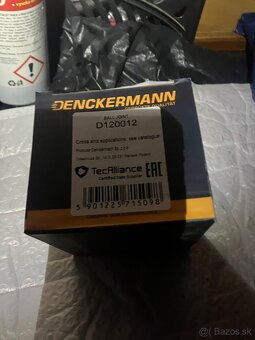 DENCKERMANN
BALL JOINT
D120012
Cross and applications, see catalogue
TecAlliance
Certified Data Supplier
EAC
5 901225 715098
© Bazos.sk